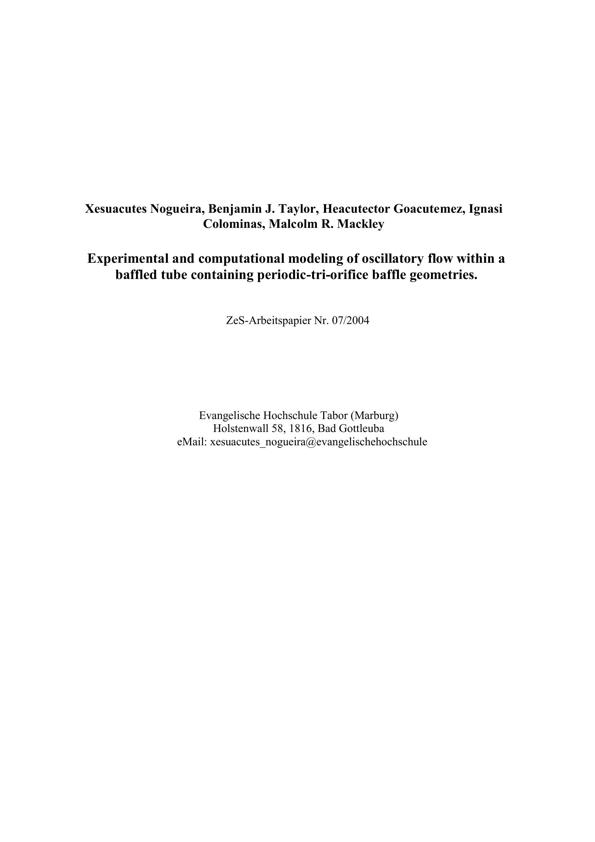 Xesuacutes Nogueira, Benjamin J. Taylor, Heacutector Goacutemez, Ignasi
Colominas, Malcolm R. Mackley
Experimental and computational modeling of oscillatory flow within a
baffled tube containing periodic-tri-orifice baffle geometries.
ZeS-Arbeitspapier Nr. 07/2004
Evangelische Hochschule Tabor (Marburg)
Holstenwall 58, 1816, Bad Gottleuba
eMail: xesuacutes_nogueira@evangelischehochschule